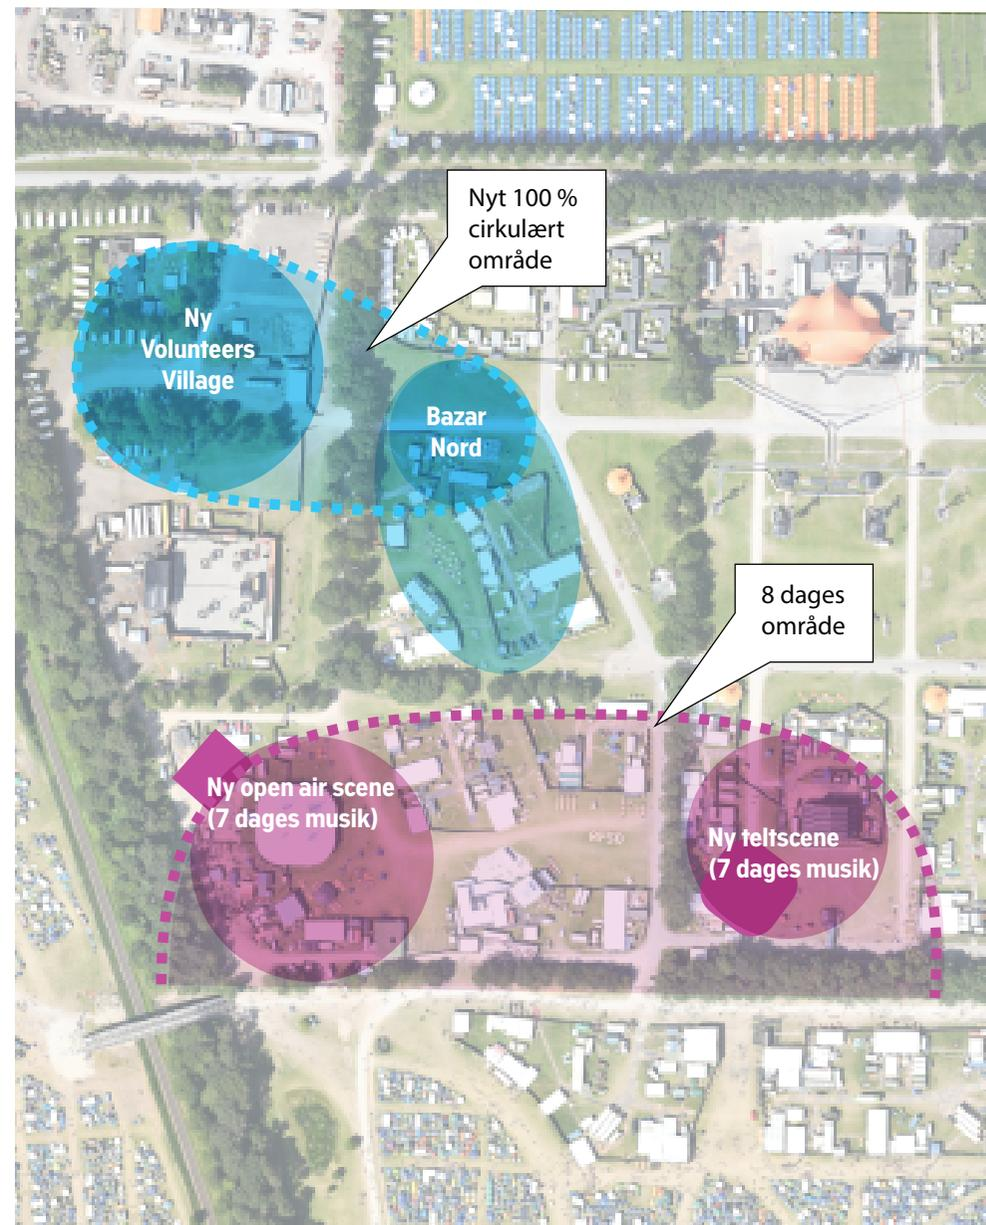 Nyt 100 %
cirkulært
område
Ny
Volunteers
Village
Bazar
Nord
8 dages
område
Ny open air scene
(7 dages musik)
Ny teltscene
(7 dages musik)